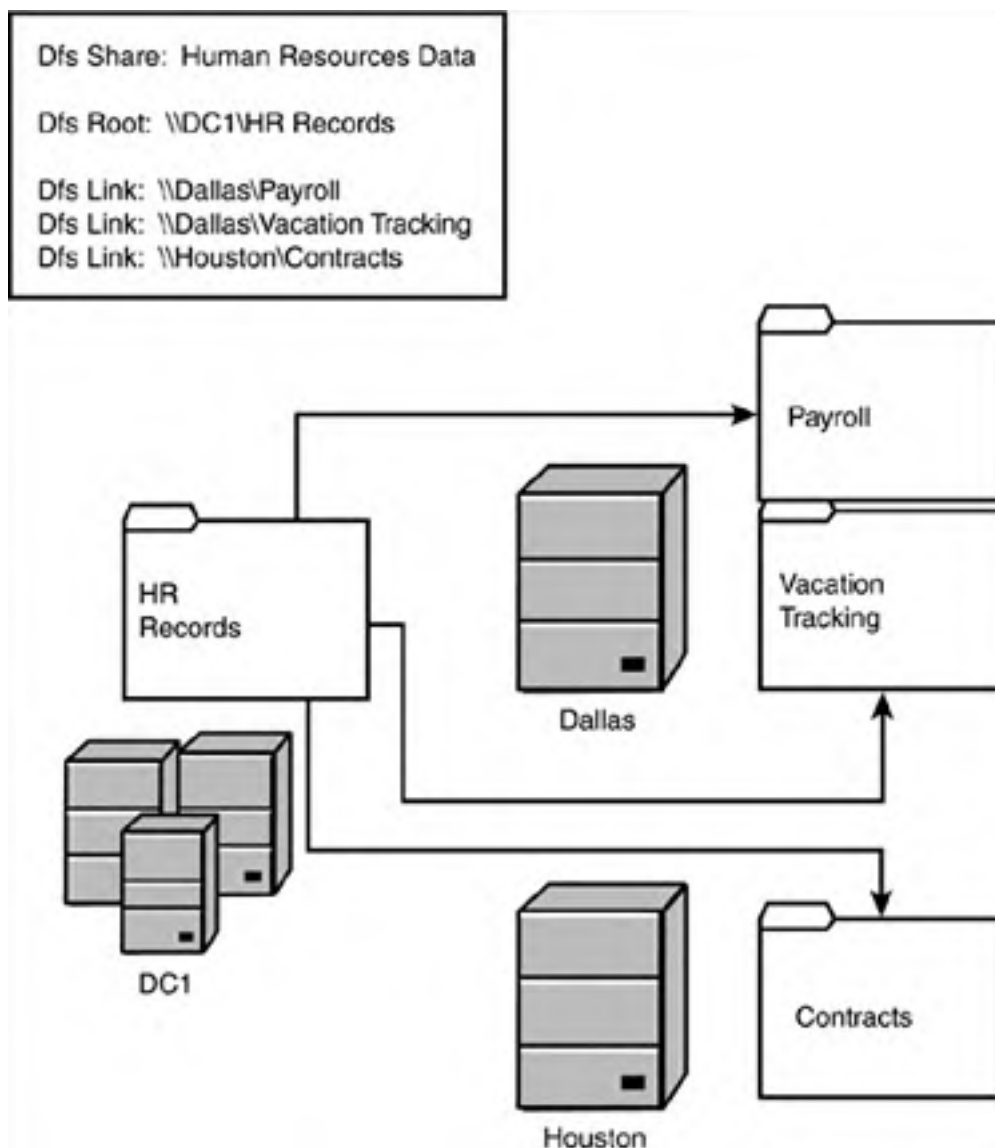 Dfs Share: Human Resources Data
Dfs Root: \\DC1\HR Records
Dfs Link: \\Dallas\Payroll
Dfs Link: \\Dallas\Vacation Tracking
Dfs Link: \\Houston\Contracts
Payroll
HR
Records
Vacation
Tracking
Dallas
DC1
Contracts
Houston